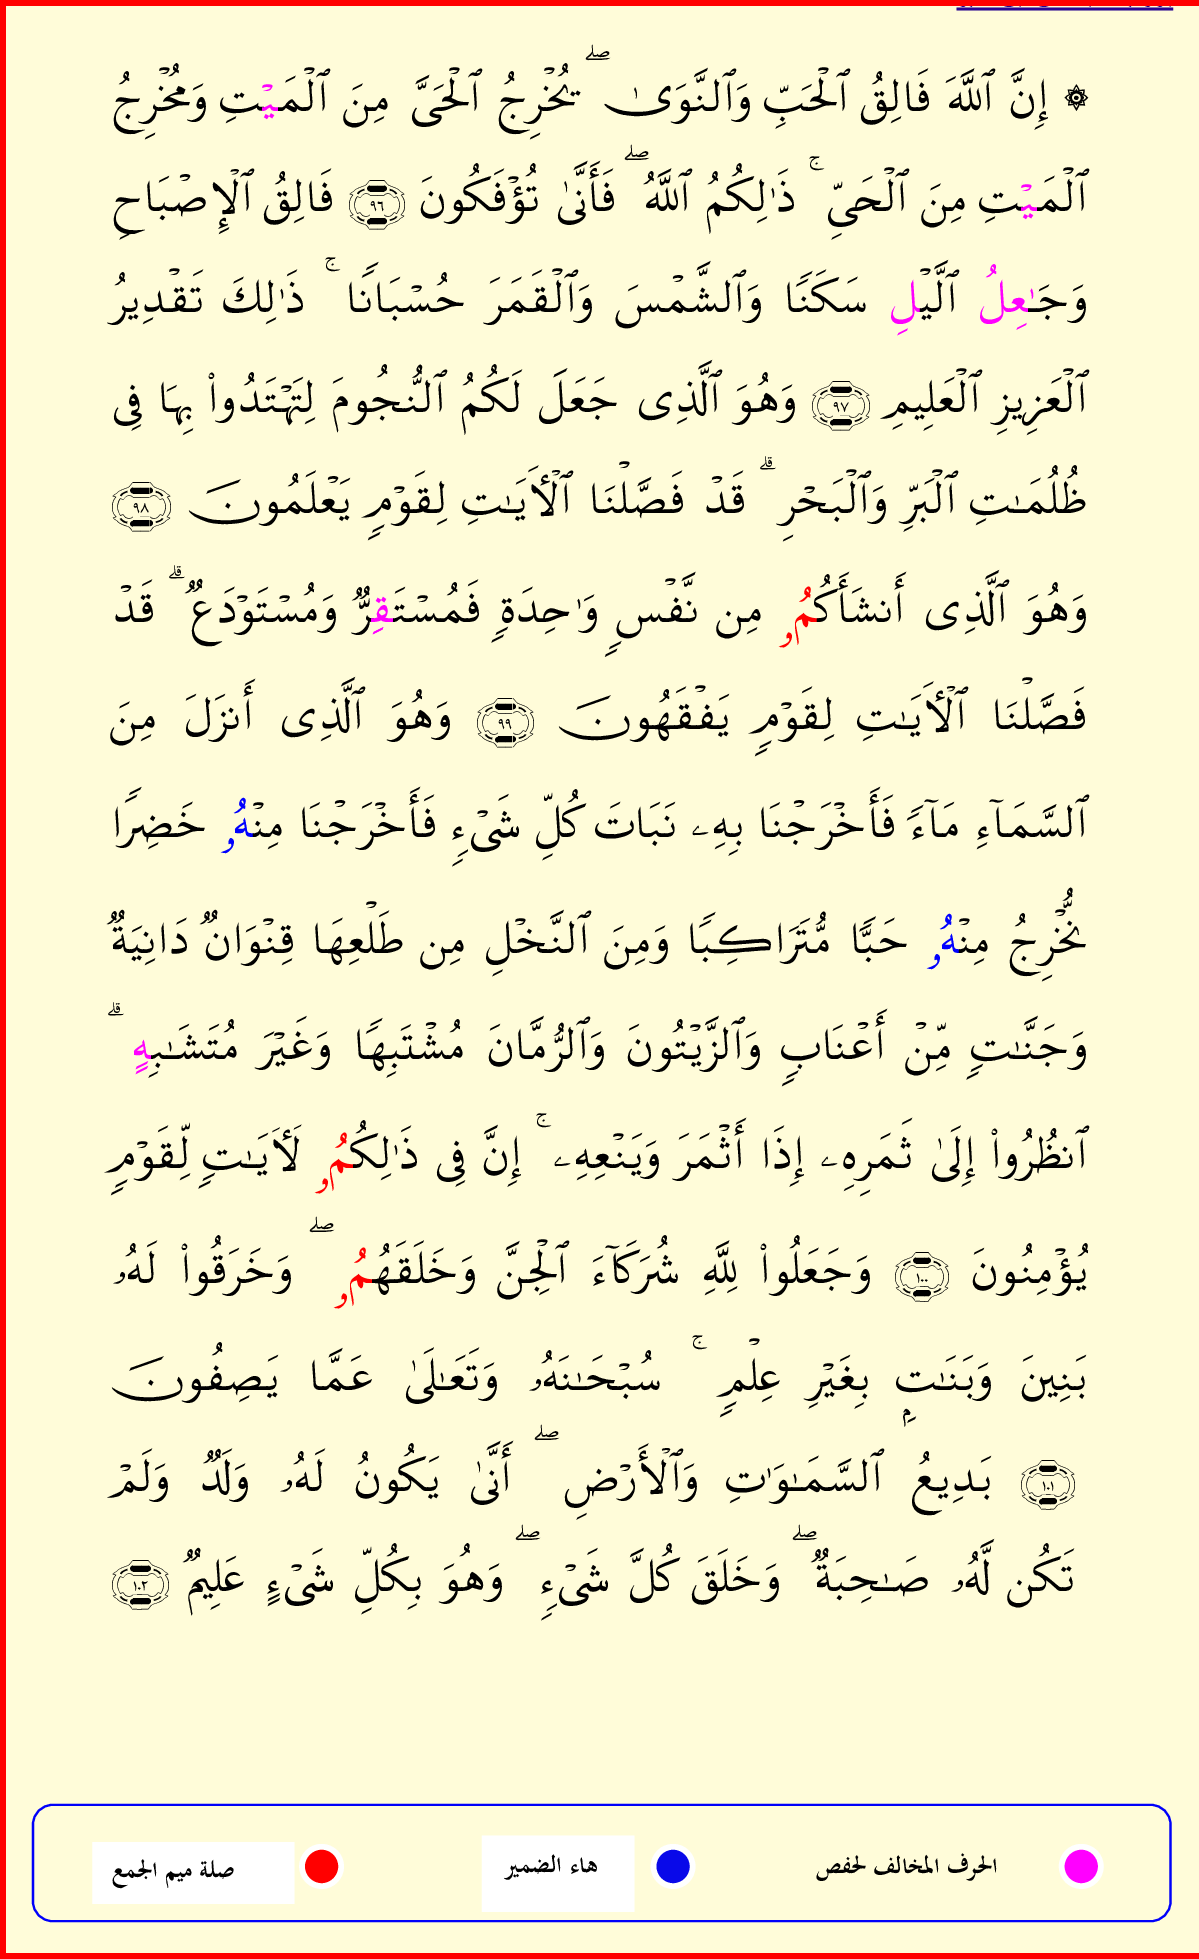 ۞ إِنَّ ٱللَّهَ فَالِقُ ٱلْحَبِّ وَٱلنَّوَىٰ ۖ يُخْرِجُ ٱلْحَىَّ مِنَ ٱلْمَيْتِ وَمُخْرِجُ
ٱلْمَيْتِ مِنَ ٱلْحَىِّ ۚ ذَٰلِكُمُ ٱللَّهُ ۖ فَأَنَّىٰ تُؤْفَكُونَ ٩٦ فَالِقُ ٱلْإِصْبَاحِ
وَجَـٰعِلُ ٱلَّيْلِ سَكَنًا وَٱلشَّمْسَ وَٱلْقَمَرَ حُسْبَانًا ۚ ذَٰلِكَ تَقْدِيرُ
ٱلْعَزِيزِ ٱلْعَلِيمِ ٩٧ وَهُوَ ٱلَّذِى جَعَلَ لَكُمُ ٱلنُّجُومَ لِتَهْتَدُوا۟ بِهَا فِى
ظُلُمَـٰتِ ٱلْبَرِّ وَٱلْبَحْرِ ۗ قَدْ فَصَّلْنَا ٱلْأَيَـٰتِ لِقَوْمٍ يَعْلَمُونَ ٩٨
وَهُوَ ٱلَّذِى أَنشَأَكُمُۥ مِن نَّفْسٍ وَٰحِدَةٍ فَمُسْتَقِرٌّ وَمُسْتَوْدَعٌ ۗ قَدْ
فَصَّلْنَا ٱلْأَيَـٰتِ لِقَوْمٍ يَفْقَهُونَ ٩٩ وَهُوَ ٱلَّذِى أَنزَلَ مِنَ
ٱلسَّمَآءِ مَآءً فَأَخْرَجْنَا بِهِۦ نَبَاتَ كُلِّ شَىْءٍ فَأَخْرَجْنَا مِنْهُۥ خَضِرًا
نُّخْرِجُ مِنْهُۥ حَبًّا مُّتَرَاكِبًا وَمِنَ ٱلنَّخْلِ مِن طَلْعِهَا قِنْوَانٌ دَانِيَةٌ
وَجَنَّـٰتٍ مِّنْ أَعْنَابٍ وَٱلزَّيْتُونَ وَٱلرُّمَّانَ مُشْتَبِهًا وَغَيْرَ مُتَشَـٰبِهٍ ۗ
ٱنظُرُوا۟ إِلَىٰ ثَمَرِهِۦ إِذَا أَثْمَرَ وَيَنْعِهِۦ ۚ إِنَّ فِى ذَٰلِكُمُۥ لَأَيَـٰتٍ لِّقَوْمٍ
يُؤْمِنُونَ ١٠٠ وَجَعَلُوا۟ لِلَّهِ شُرَكَآءَ ٱلْجِنَّ وَخَلَقَهُمُۥ ۖ وَخَرَقُوا۟ لَهُۥ
بَنِينَ وَبَنَـٰتٍۭ بِغَيْرِ عِلْمٍ ۚ سُبْحَـٰنَهُۥ وَتَعَـٰلَىٰ عَمَّا يَصِفُونَ
١٠١ بَدِيعُ ٱلسَّمَـٰوَٰتِ وَٱلْأَرْضِ ۖ أَنَّىٰ يَكُونُ لَهُۥ وَلَدٌ وَلَمْ
تَكُن لَّهُۥ صَـٰحِبَةٌ ۖ وَخَلَقَ كُلَّ شَىْءٍ ۖ وَهُوَ بِكُلِّ شَىْءٍ عَلِيمٌ ١٠٢
الحرف المخالف لحفص هاء الضمير صلة ميم الجمع